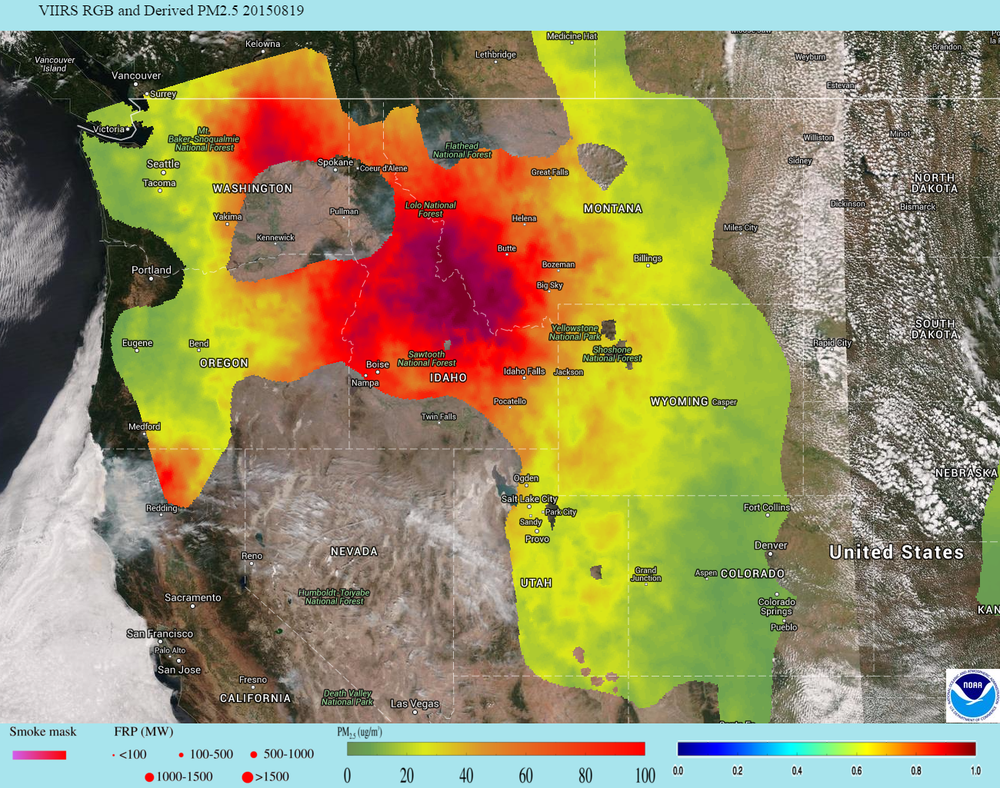 VIIRS RGB and Derived PM2.5 20150819
Medicine Hat
Kelowna
Lethbridge
Brandon
Weyburn
Vancouver
Island
Vancouver
Surrey
Estevan
Victoria
Mt.
Baker-Snoqualmie
National Forest
Flathead
National Forest
Williston
Minot
Seattle
Spokane
Coeur d'Alene
Sidney
Great Falls
Tacoma
WASHINGTON
NORTH
DAKOTA
Lolo National
Forest
MONTANA
Dickinson
Bismarck
Yakima
Pullman
Helena
Miles City
Kennewick
Butte
Billings
Portland
Bozeman
Big Sky
Yellowstone
National Park
SOUTH
DAKOTA
Eugene
Bend
Rapid City
OREGON
Sawtooth
National Forest
Shoshone
National Forest
Boise
Nampa
IDAHO
Idaho Falls
Jackson
Pocatello
WYOMING
Casper
Twin Falls
Medford
Ogden
NEBRASKA
Salt Lake City
Park City
Redding
Sandy
Provo
Fort Collins
Reno
NEVADA
Denver
United States
UTAH
Grand
Junction
Aspen
COLORADO
Humboldt-Toiyabe
National Forest
Sacramento
Colorado
Springs
KAN
Pueblo
San Francisco
Palo Alto
San Jose
Fresno
CALIFORNIA
Death Valley
National Park
Las Vegas
NOAA
NATIONAL OCEANIC AND ATMOSPHERIC ADMINISTRATION
U.S. DEPARTMENT OF COMMERCE
Smoke mask
FRP (MW)
PM2.5 (ug/m3)
<100
100-500
500-1000
1000-1500
>1500
0 20 40 60 80 100
0.0 0.2 0.4 0.6 0.8 1.0